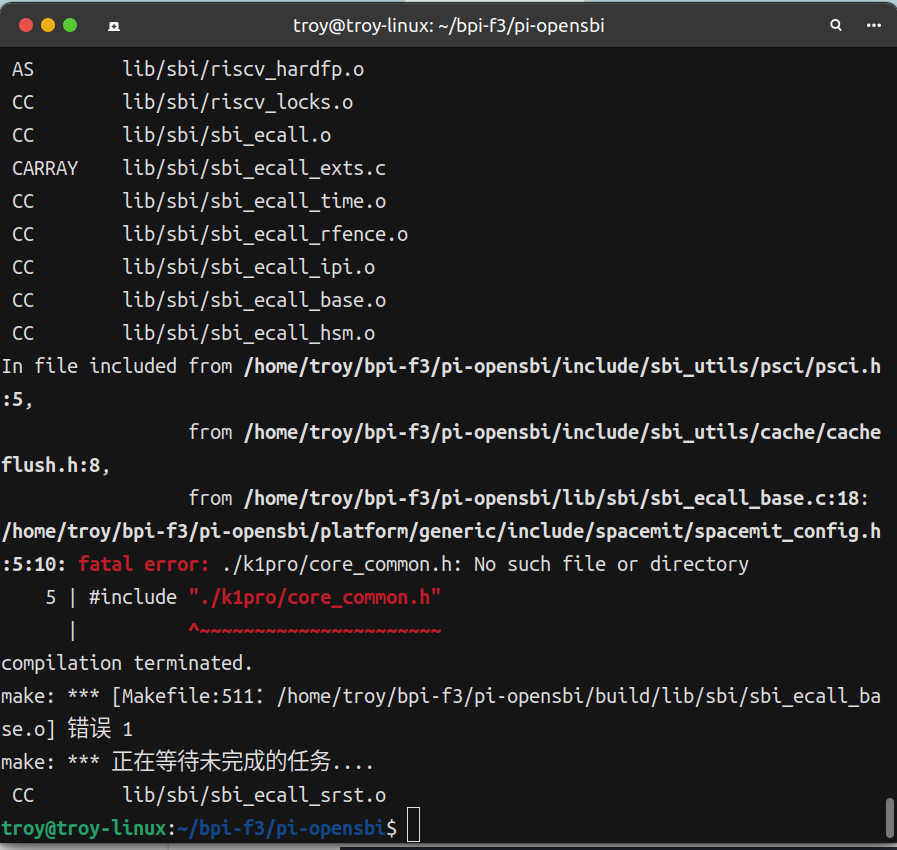 troy@troy-linux: ~/bpi-f3/pi-opensbi
AS lib/sbi/riscv_hardfp.o
CC lib/sbi/riscv_locks.o
CC lib/sbi/sbi_ecall.o
CARRAY lib/sbi/sbi_ecall_exts.c
CC lib/sbi/sbi_ecall_time.o
CC lib/sbi/sbi_ecall_rfence.o
CC lib/sbi/sbi_ecall_ipi.o
CC lib/sbi/sbi_ecall_base.o
CC lib/sbi/sbi_ecall_hsm.o
In file included from /home/troy/bpi-f3/pi-opensbi/include/sbi_utils/psci/psci.h
:5,
from /home/troy/bpi-f3/pi-opensbi/include/sbi_utils/cache/cache
flush.h:8,
from /home/troy/bpi-f3/pi-opensbi/lib/sbi/sbi_ecall_base.c:18:
/home/troy/bpi-f3/pi-opensbi/platform/generic/include/spacemit/spacemit_config.h
:5:10: fatal error: ./k1pro/core_common.h: No such file or directory
5 | #include "./k1pro/core_common.h"
| ^~~~~~~~~~~~~~~~~~~~~~~
compilation terminated.
make: *** [Makefile:511：/home/troy/bpi-f3/pi-opensbi/build/lib/sbi/sbi_ecall_ba
se.o] 错误 1
make: *** 正在等待未完成的任务....
CC lib/sbi/sbi_ecall_srst.o
troy@troy-linux:~/bpi-f3/pi-opensbi$